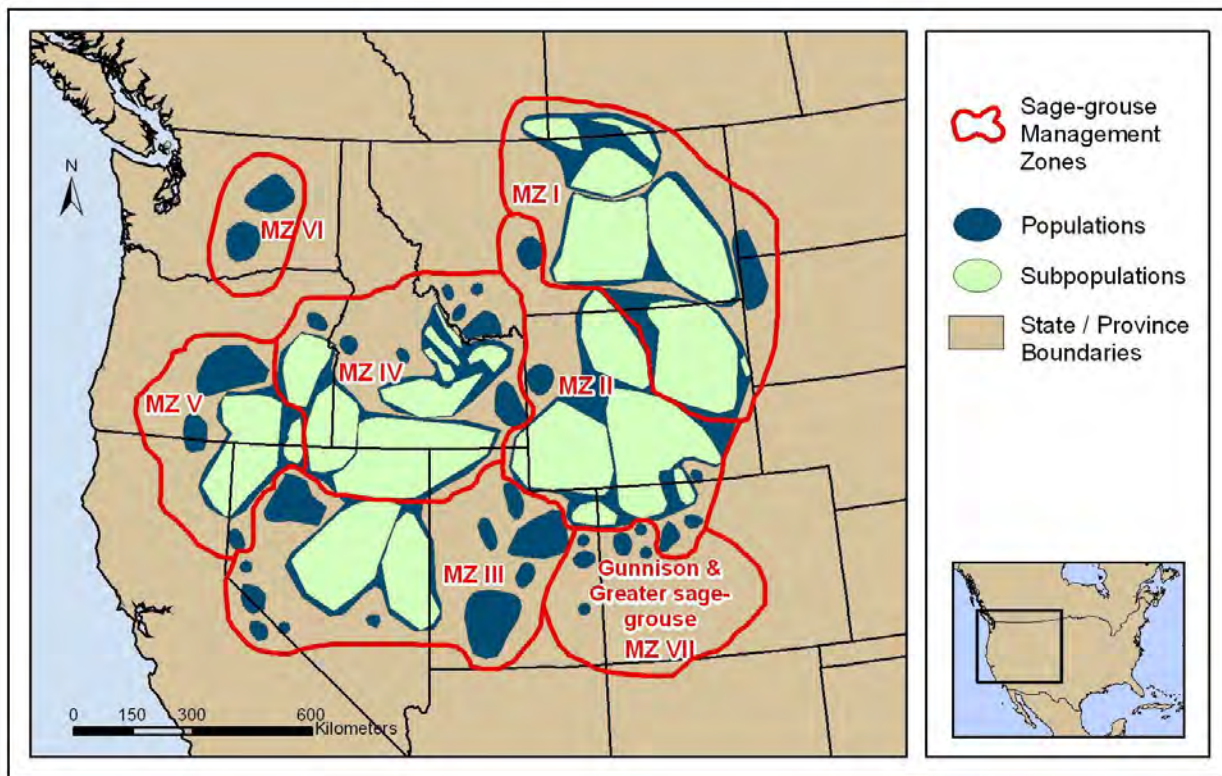 N
MZ I
MZ VI
MZ IV
MZ II
MZ V
MZ III
Gunnison &
Greater sage-
grouse
MZ VII
0 150 300 600
Kilometers
Sage-grouse
Management
Zones
Populations
Subpopulations
State / Province
Boundaries